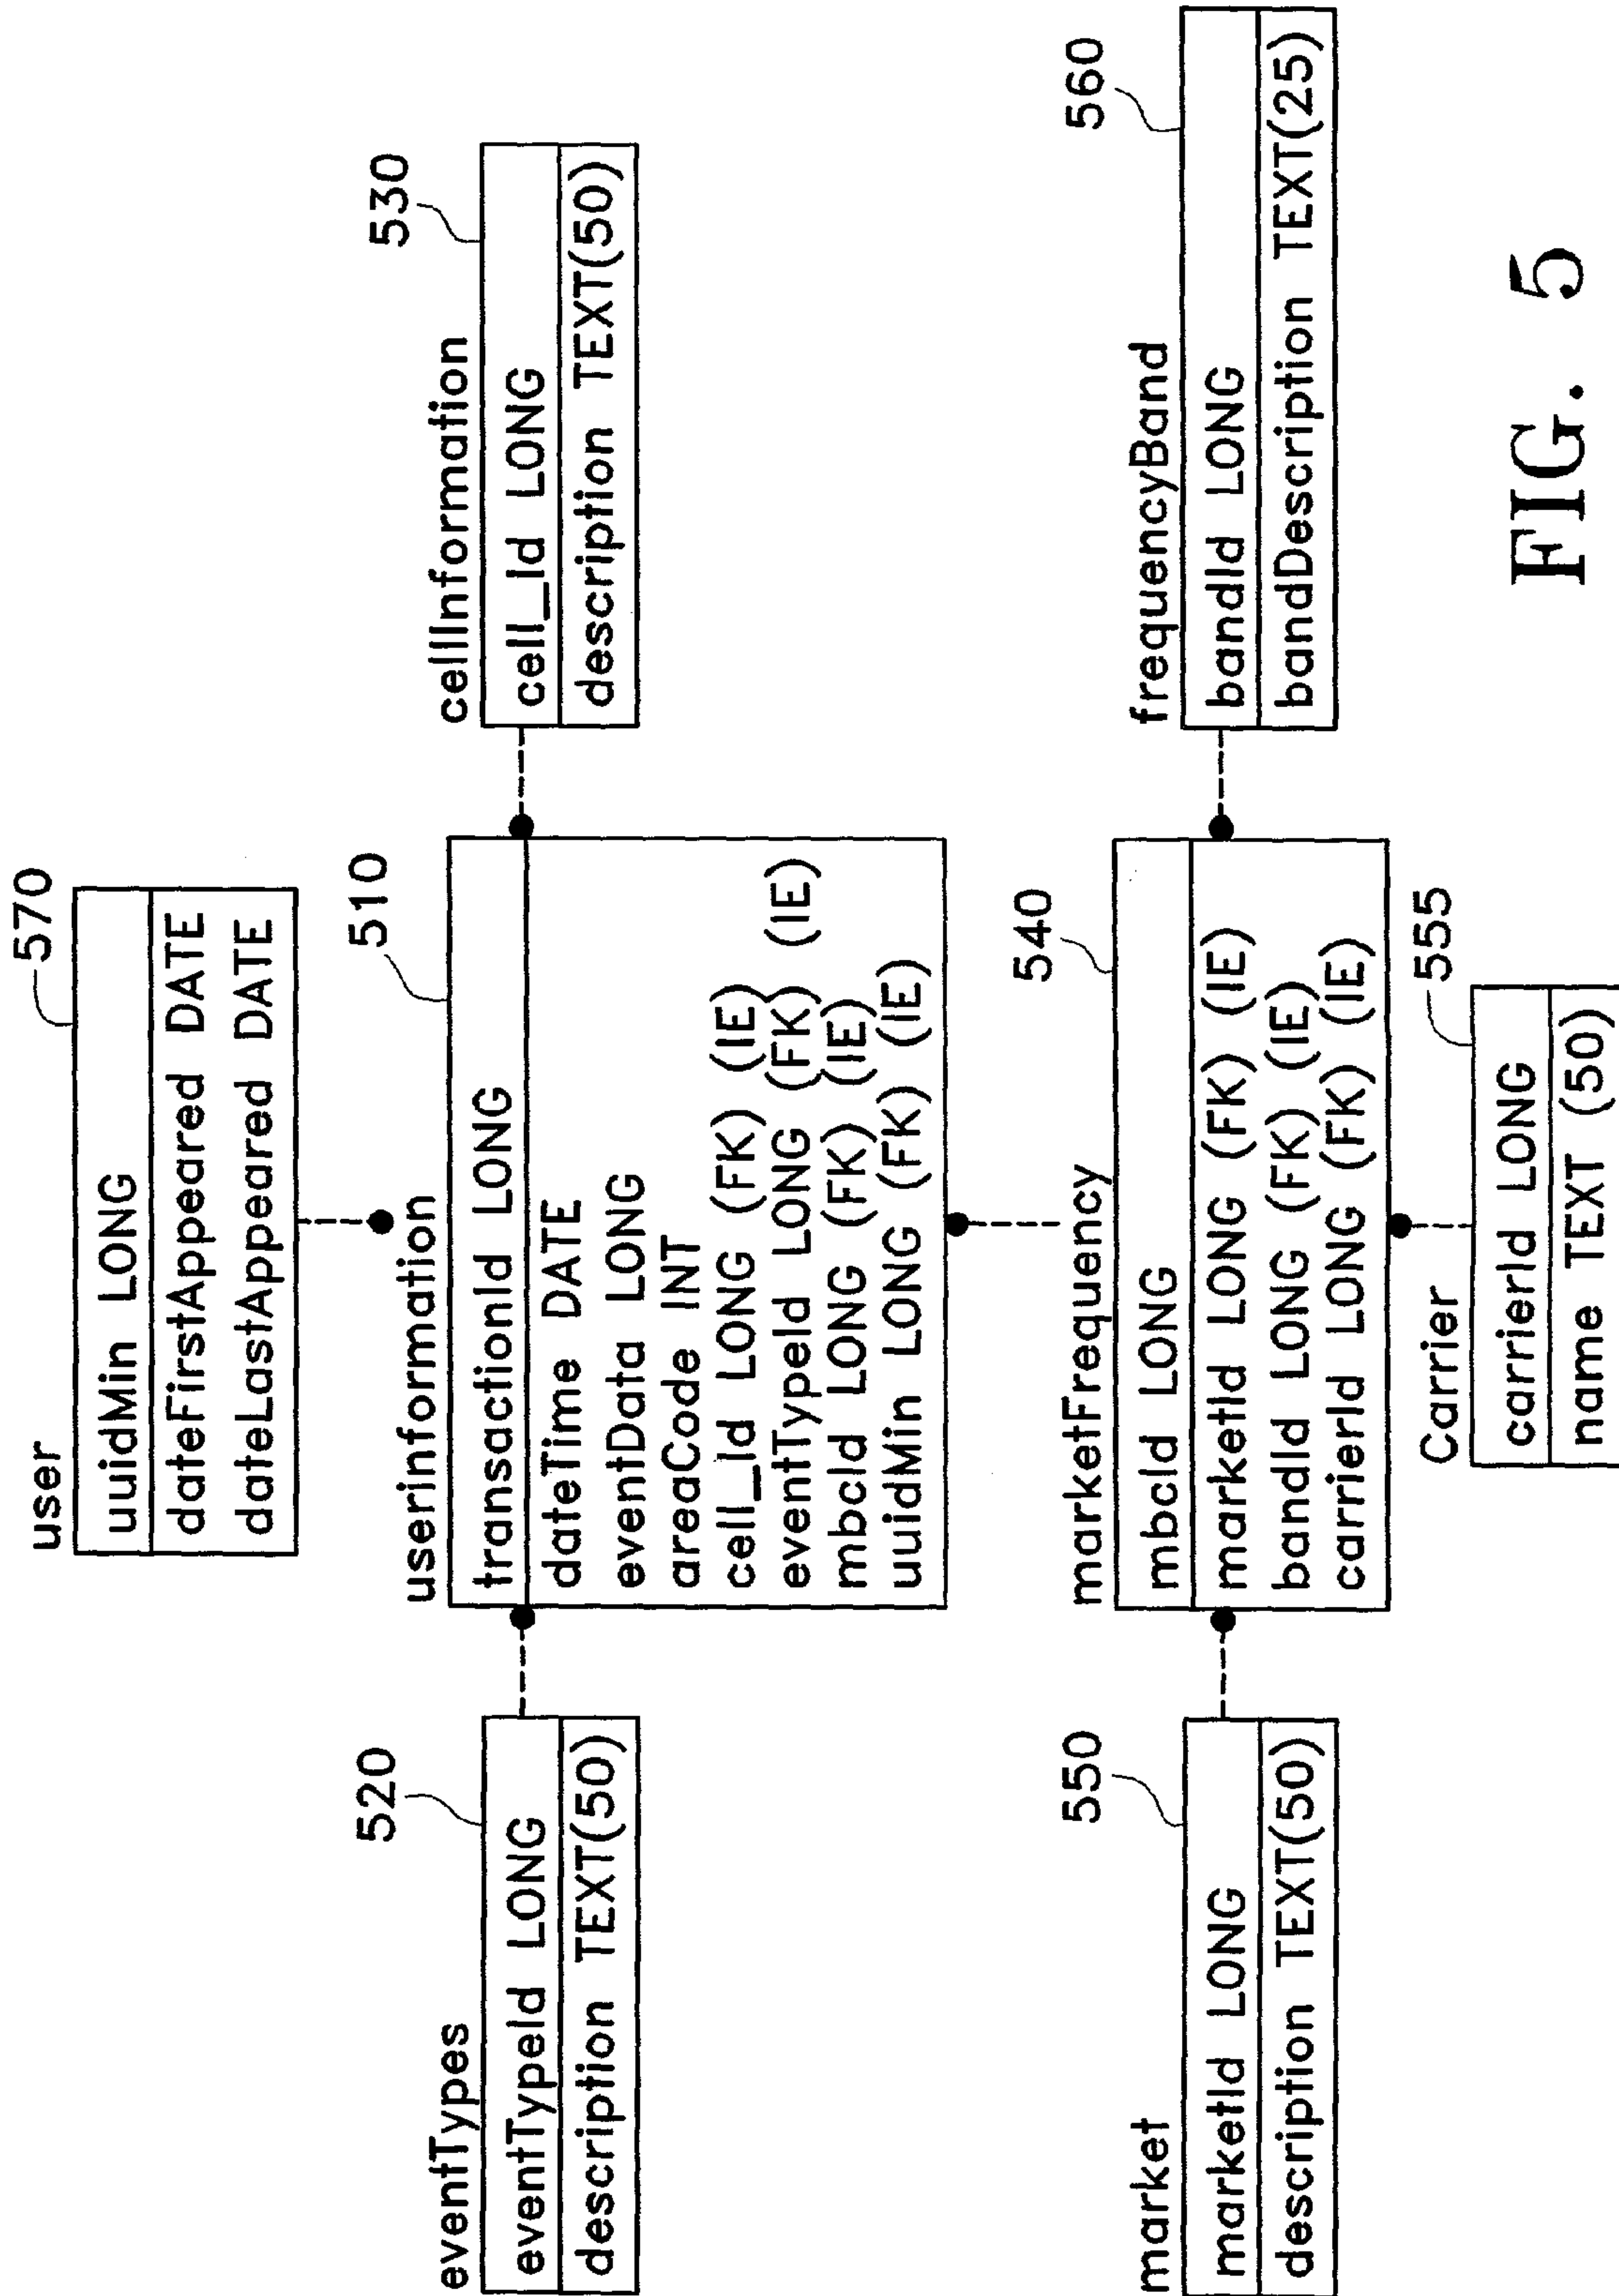 user
570
uuidMin LONG
dateFirstAppeared DATE
dateLastAppeared DATE
eventTypes
520
eventTypeId LONG
description TEXT(50)
userinformation
510
transactionId LONG
dateTime DATE
eventData LONG
areaCode INT
cell_Id LONG (FK) (IE)
eventTypeId LONG (FK) (IE)
mbcId LONG (FK) (IE)
uuidMin LONG (FK) (IE)
cellInformation
530
cell_Id LONG
description TEXT(50)
market
550
marketId LONG
description TEXT(50)
marketFrequency
540
mbcId LONG
marketId LONG (FK) (IE)
bandId LONG (FK) (IE)
carrierId LONG (FK) (IE)
frequencyBand
560
bandId LONG
bandDescription TEXT(25)
Carrier
555
carrierId LONG
name TEXT (50)
FIG. 5